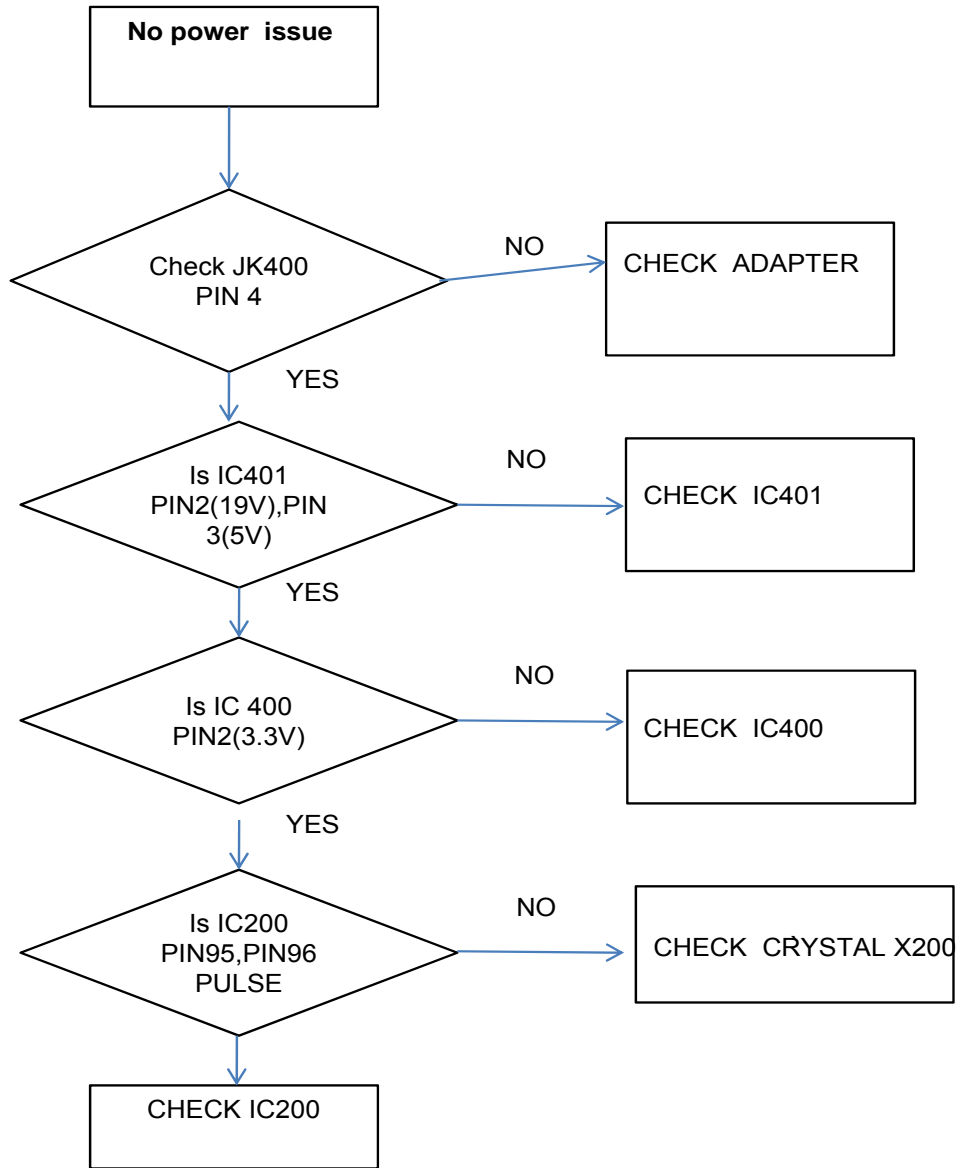 No power issue
Check JK400
PIN 4
NO
CHECK ADAPTER
YES
Is IC401
PIN2(19V),PIN
3(5V)
NO
CHECK IC401
YES
Is IC 400
PIN2(3.3V)
NO
CHECK IC400
YES
Is IC200
PIN95,PIN96
PULSE
NO
CHECK CRYSTAL X200
CHECK IC200